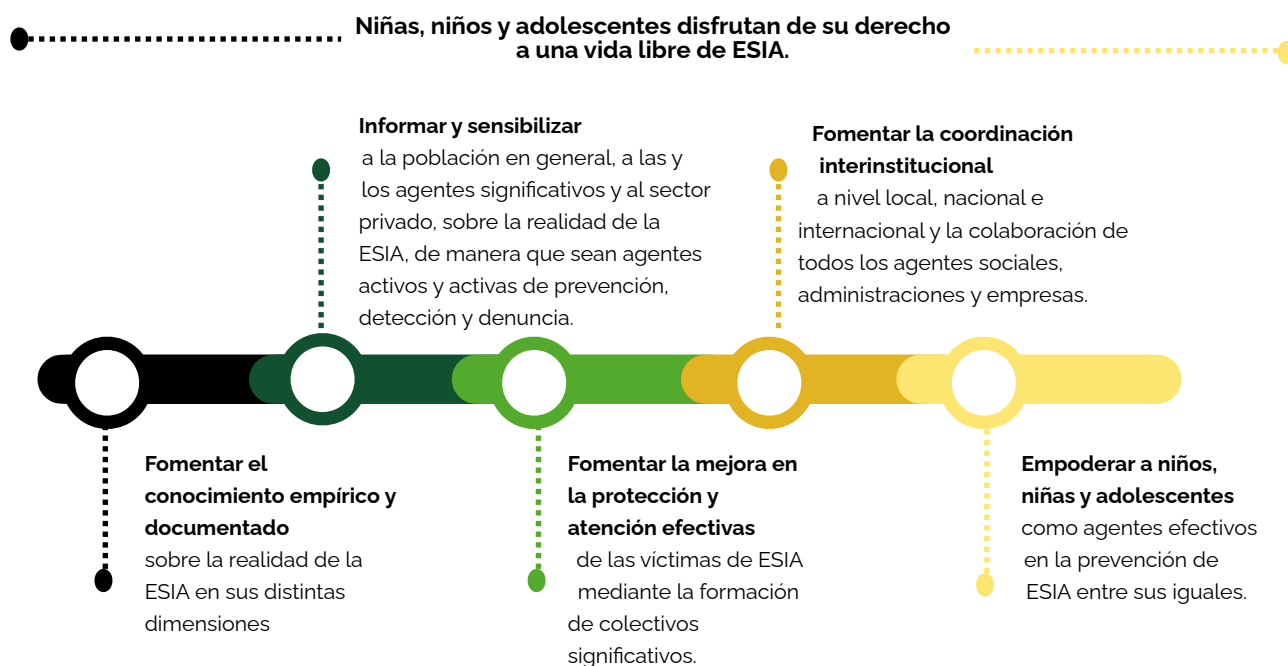 Niñas, niños y adolescentes disfrutan de su derecho
a una vida libre de ESIA.
Informar y sensibilizar
a la población en general, a las y
los agentes significativos y al sector
privado, sobre la realidad de la
ESIA, de manera que sean agentes
activos y activas de prevención,
detección y denuncia.
Fomentar la coordinación
interinstitucional
a nivel local, nacional e
internacional y la colaboración de
todos los agentes sociales,
administraciones y empresas.
Fomentar el
conocimiento empírico y
documentado
sobre la realidad de la
ESIA en sus distintas
dimensiones
Fomentar la mejora en
la protección y
atención efectivas
de las víctimas de ESIA
mediante la formación
de colectivos
significativos.
Empoderar a niños,
niñas y adolescentes
como agentes efectivos
en la prevención de
ESIA entre sus iguales.